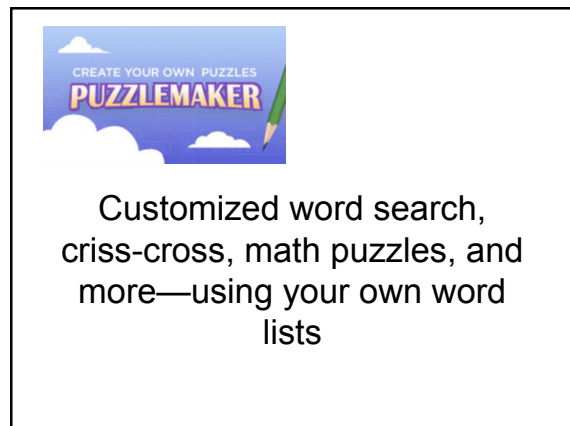 CREATE YOUR OWN PUZZLES
PUZZLEMAKER
Customized word search,
criss-cross, math puzzles, and
more—using your own word
lists